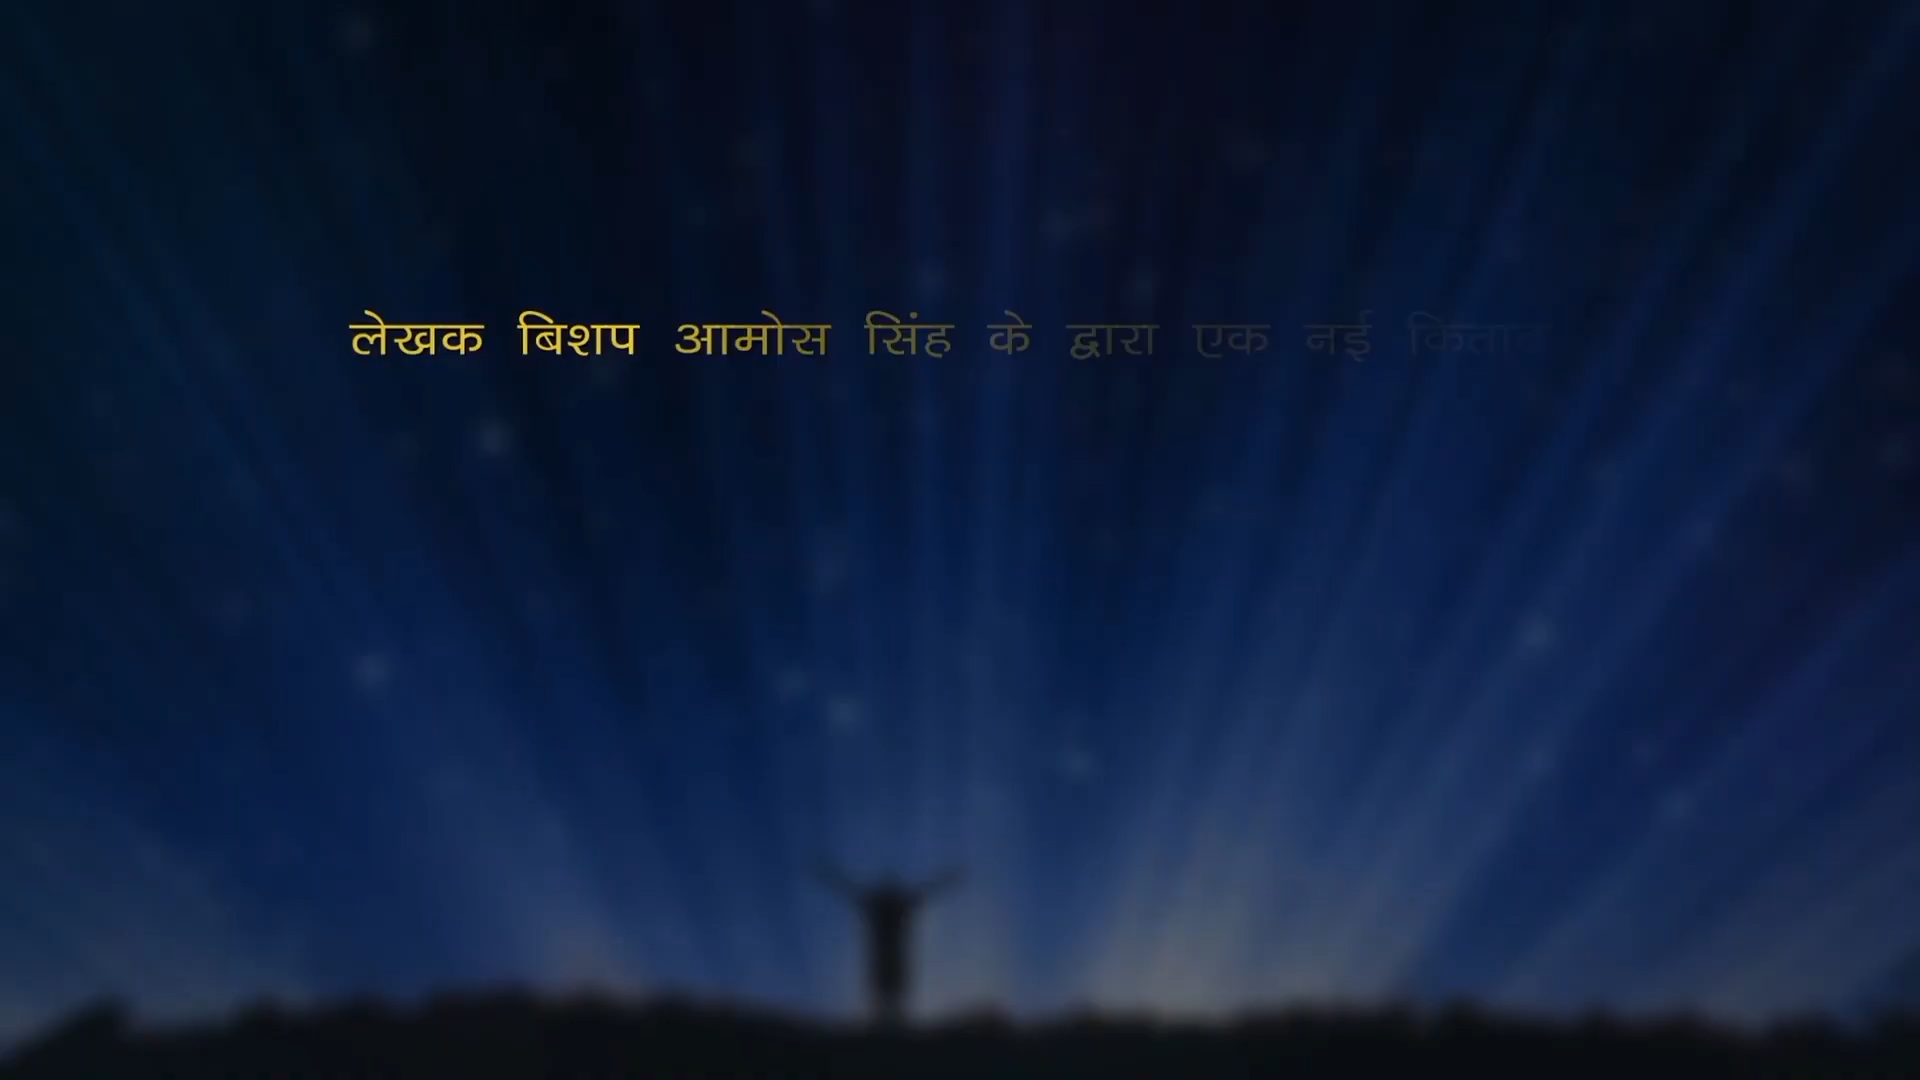 लेखक बिशप आमोस सिंह के द्वारा एक नई किताब